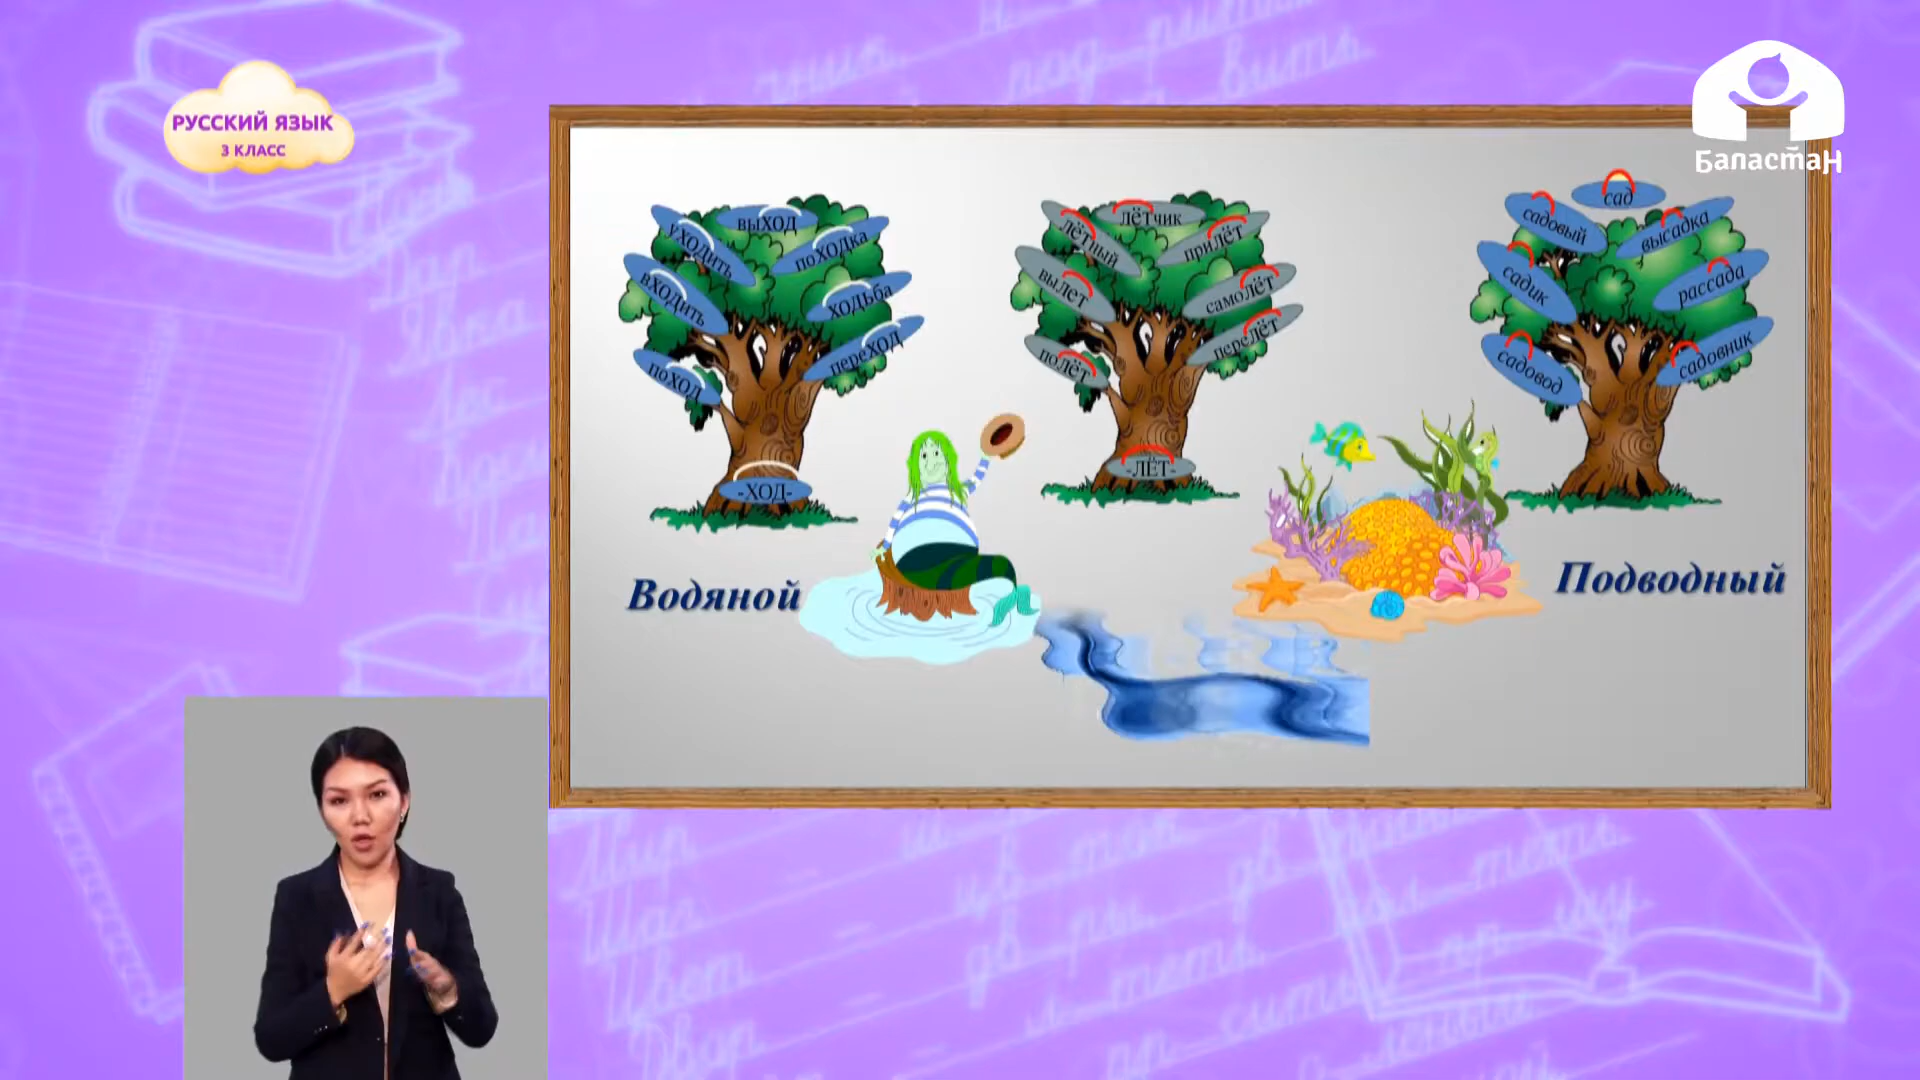 РУССКИЙ ЯЗЫК
3 КЛАСС
Баластан
выход
уходить
походка
входить
ходьба
переход
поход
-ХОД-
лётчик
лётный
прилёт
вылет
самолёт
перелёт
полёт
-ЛЁТ-
сад
садовый
высадка
садик
рассада
садовод
садовник
Водяной
Подводный